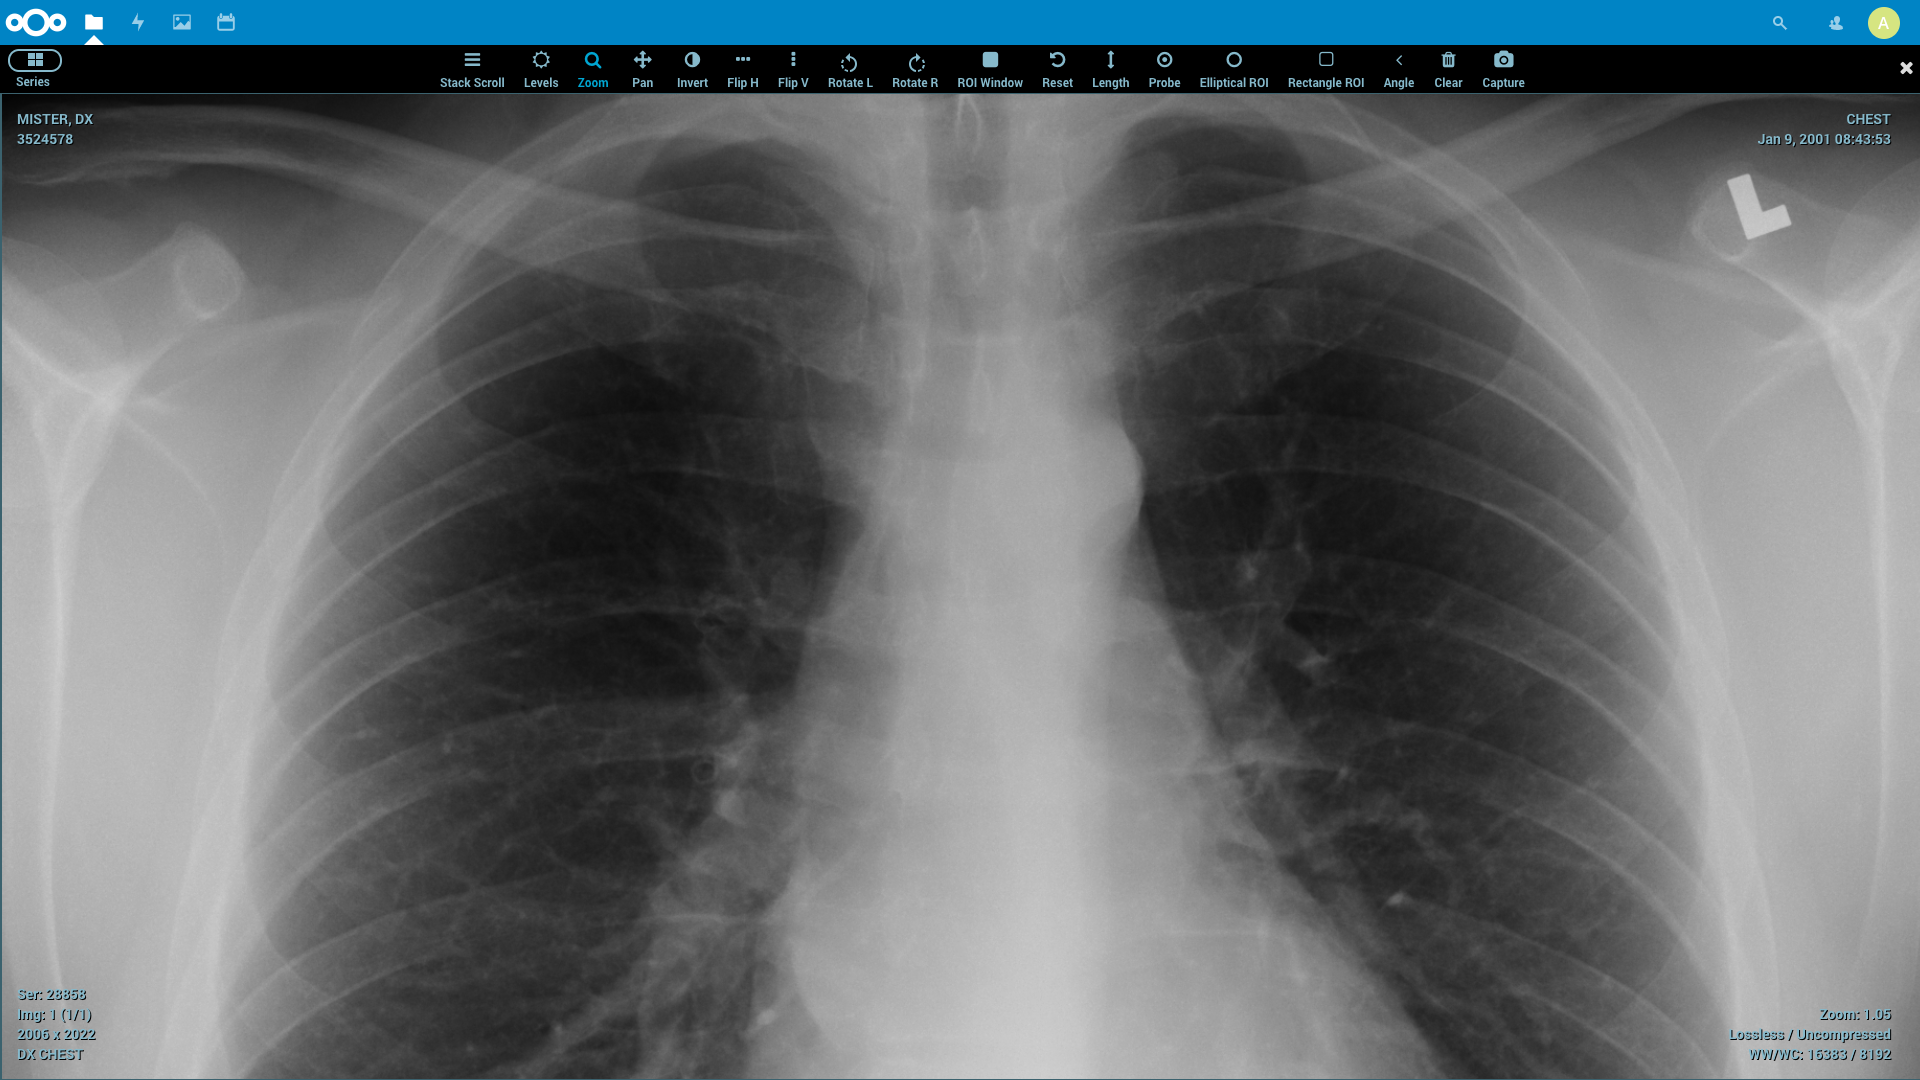 A
Series
Stack Scroll
Levels
Zoom
Pan
Invert
Flip H
Flip V
Rotate L
Rotate R
ROI Window
Reset
Length
Probe
Elliptical ROI
Rectangle ROI
Angle
Clear
Capture
MISTER, DX
3524578
CHEST
Jan 9, 2001 08:43:53
L
Ser: 28858
Img: 1 (1/1)
2006 x 2022
DX CHEST
Zoom: 1.05
Lossless / Uncompressed
WW/WC: 16383 / 8192